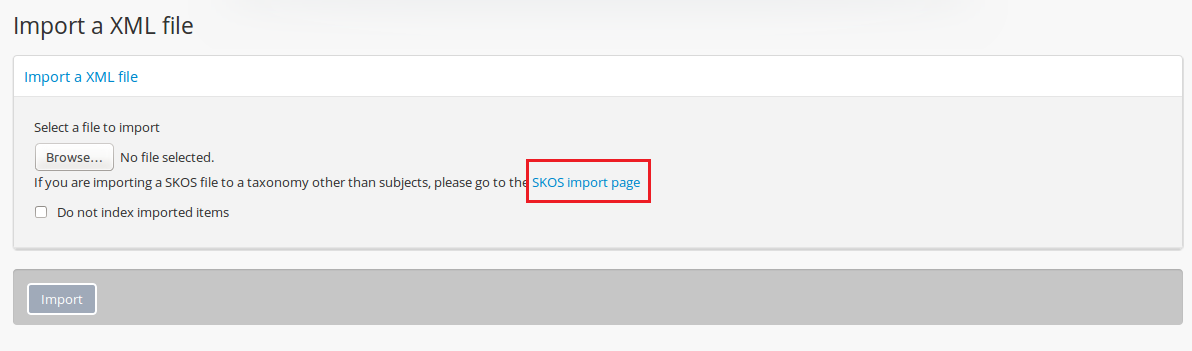 Import a XML file
Import a XML file
Select a file to import
Browse... No file selected.
If you are importing a SKOS file to a taxonomy other than subjects, please go to the SKOS import page
Do not index imported items
Import